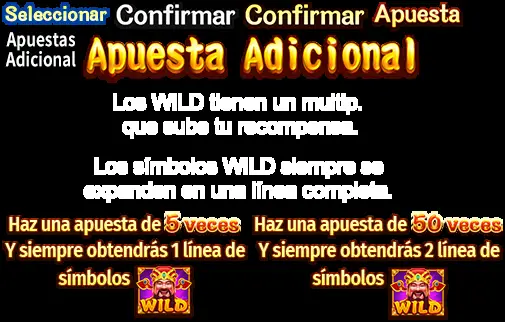 Seleccionar Confirmar Confirmar Apuesta
Apuestas
Adicional
Apuesta Adicional
Los WILD tienen un multip.
que sube tu recompensa.
Los símbolos WILD siempre se
expanden en una línea completa.
Haz una apuesta de 5 veces
Y siempre obtendrás 1 línea de
símbolos WILD
Haz una apuesta de 50 veces
Y siempre obtendrás 2 línea de
símbolos WILD